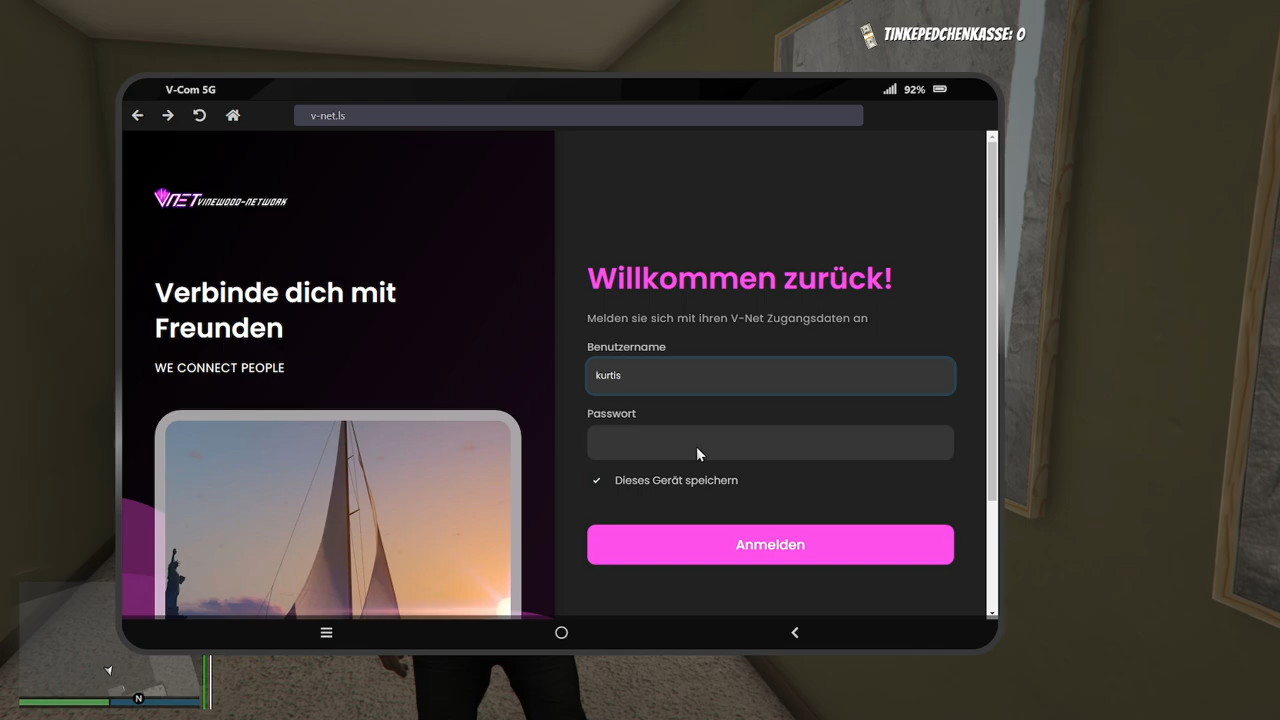 TINKEPEDCHENKASSE: 0
V-Com 5G
92%
v-net.ls
VNET VINEWOOD-NETWORK
Verbinde dich mit
Freunden
WE CONNECT PEOPLE
Willkommen zurück!
Melden sie sich mit ihren V-Net Zugangsdaten an
Benutzername
kurtis
Passwort
Dieses Gerät speichern
Anmelden
N